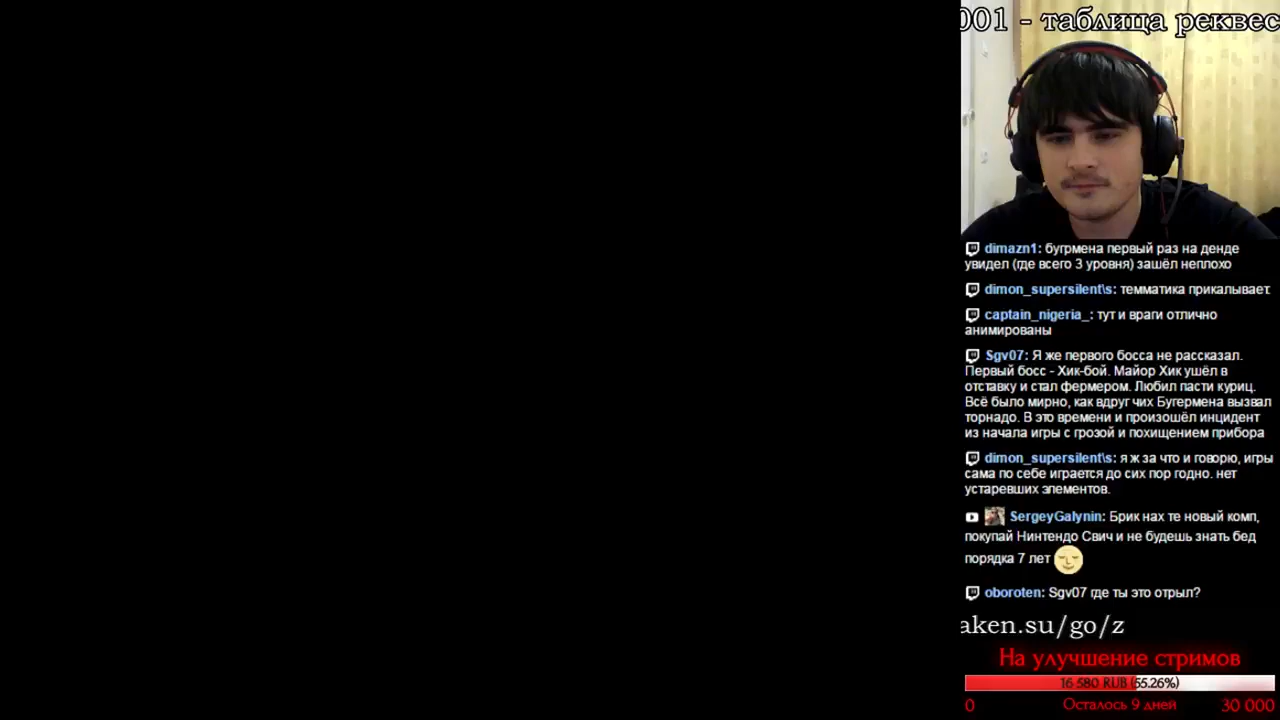 001 - таблица реквес
dimazn1: бугрмена первый раз на денде
увидел (где всего 3 уровня) зашёл неплохо
dimon_supersilent\s: темматика прикалывает.
captain_nigeria_: тут и враги отлично
анимированы
Sgv07: Я же первого босса не рассказал.
Первый босс - Хик-бой. Майор Хик ушёл в
отставку и стал фермером. Любил пасти куриц.
Всё было мирно, как вдруг чих Бугермена вызвал
торнадо. В это времени и произошёл инцидент
из начала игры с грозой и похищением прибора
dimon_supersilent\s: я ж за что и говорю, игры
сама по себе играется до сих пор годно. нет
устаревших элементов.
SergeyGalynin: Брик нах те новый комп,
покупай Нинтендо Свич и не будешь знать бед
порядка 7 лет
oboroten: Sgv07 где ты это отрыл?
aken.su/go/z
На улучшение стримов
16 580 RUB (55.26%)
0 Осталось 9 дней 30 000